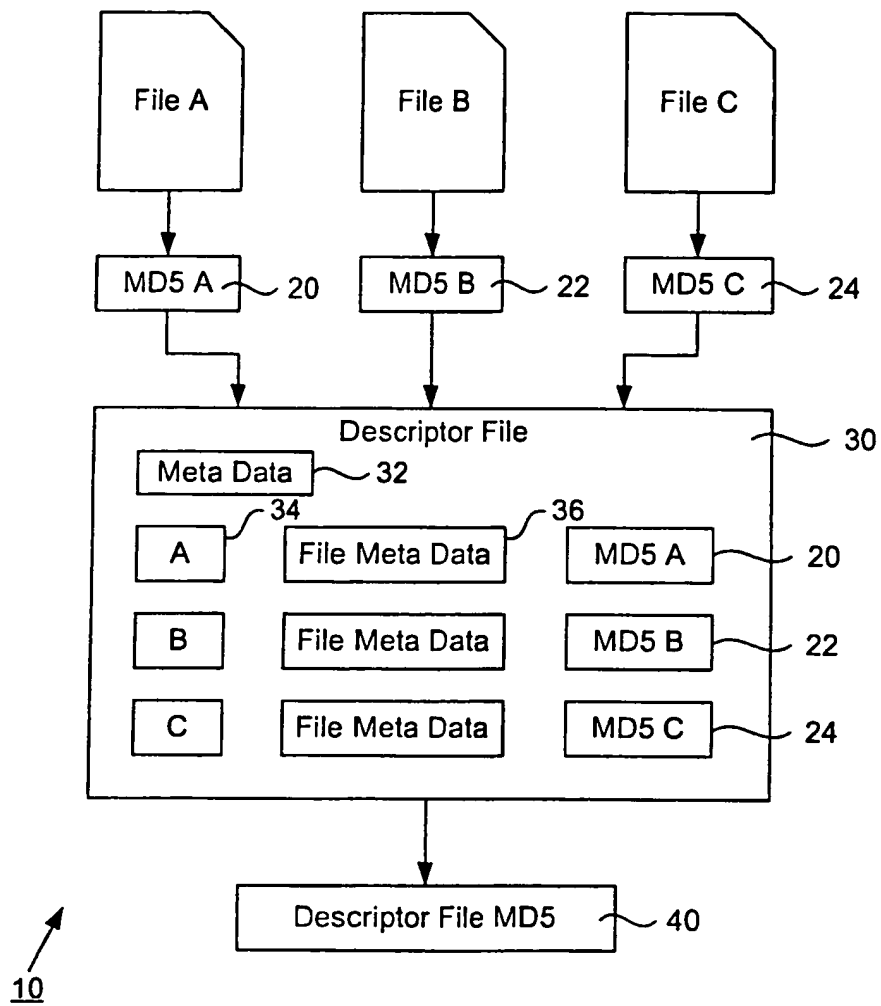 File A
File B
File C
MD5 A
20
MD5 B
22
MD5 C
24
Descriptor File
30
Meta Data
32
34
36
A
File Meta Data
MD5 A
20
B
File Meta Data
MD5 B
22
C
File Meta Data
MD5 C
24
Descriptor File MD5
40
10